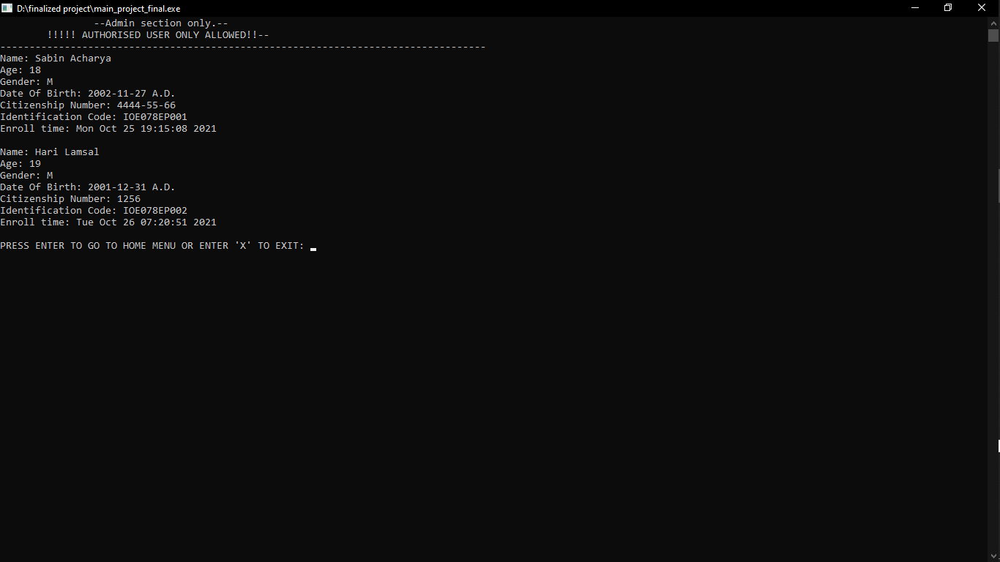 D:\finalized project\main_project_final.exe
--Admin section only.--
!!!!! AUTHORISED USER ONLY ALLOWED!!--
-----------------------------------------------------------------------------------
Name: Sabin Acharya
Age: 18
Gender: M
Date Of Birth: 2002-11-27 A.D.
Citizenship Number: 4444-55-66
Identification Code: IOE078EP001
Enroll time: Mon Oct 25 19:15:08 2021
Name: Hari Lamsal
Age: 19
Gender: M
Date Of Birth: 2001-12-31 A.D.
Citizenship Number: 1256
Identification Code: IOE078EP002
Enroll time: Tue Oct 26 07:20:51 2021
PRESS ENTER TO GO TO HOME MENU OR ENTER 'X' TO EXIT: